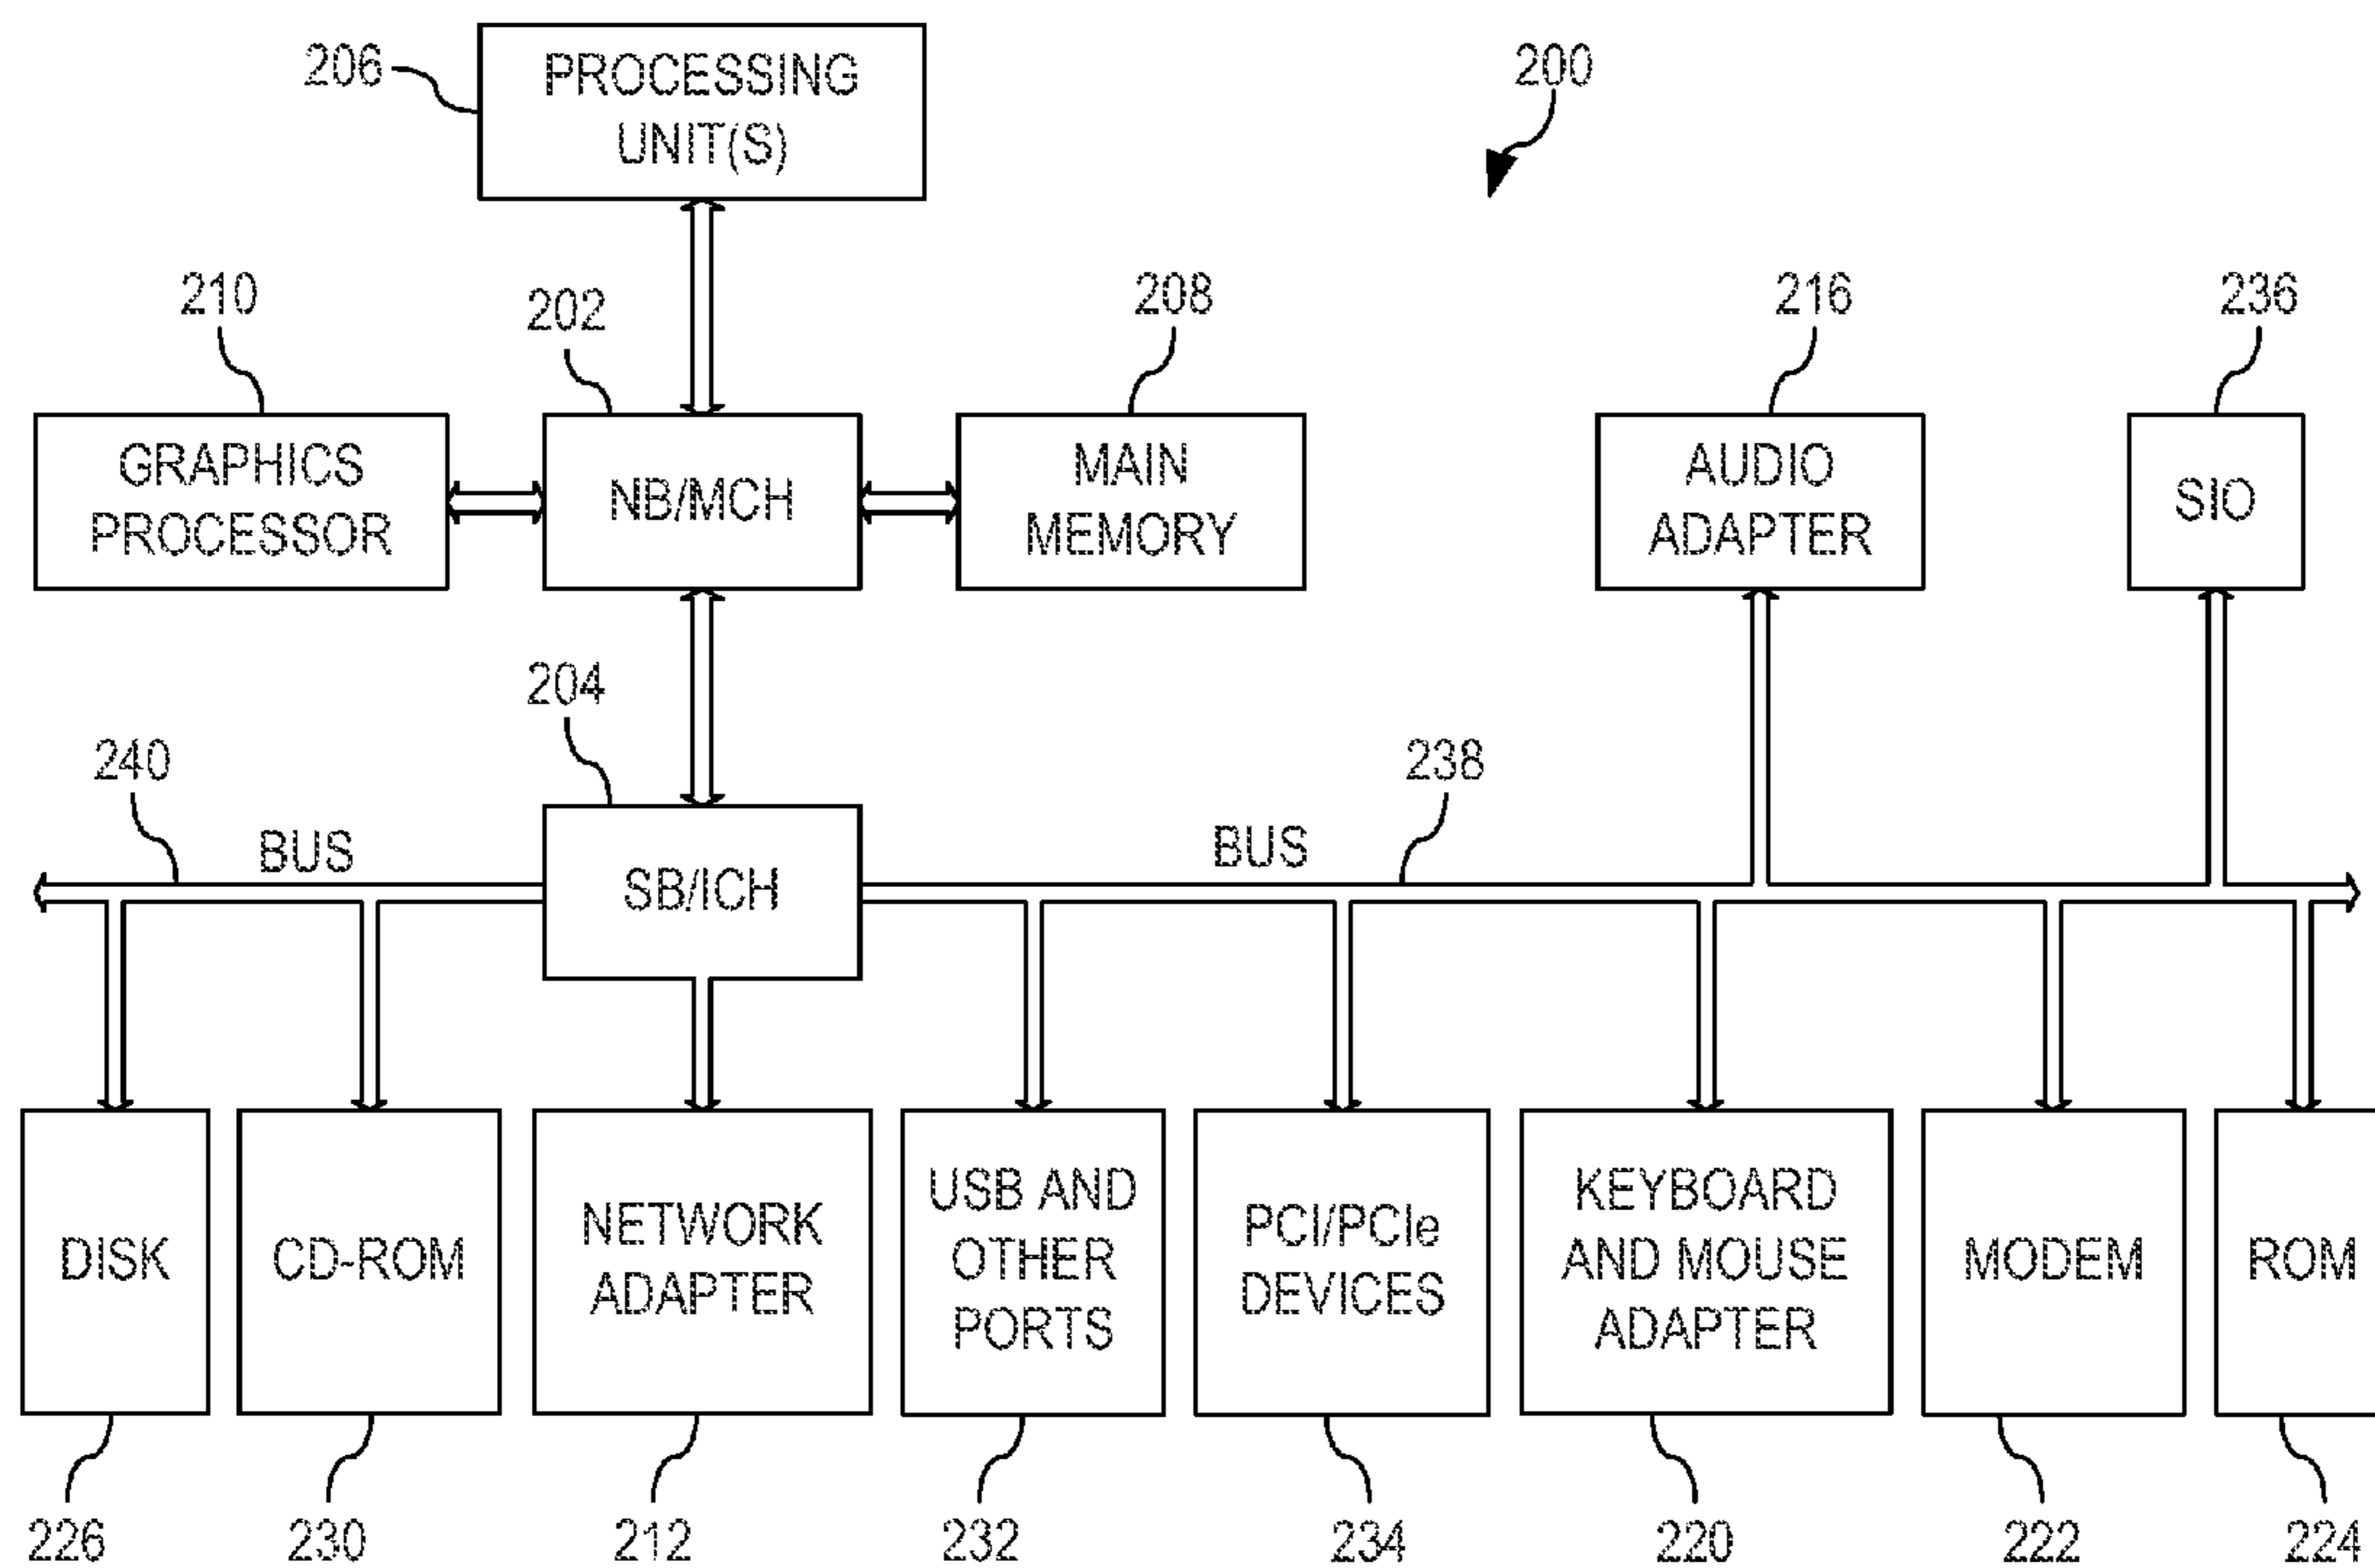 206
PROCESSING
UNIT(S)
200
210
202
208
216
236
GRAPHICS
PROCESSOR
NB/MCH
MAIN
MEMORY
AUDIO
ADAPTER
SIO
204
240
238
BUS
BUS
SB/ICH
DISK
CD-ROM
NETWORK
ADAPTER
USB AND
OTHER
PORTS
PCI/PCIe
DEVICES
KEYBOARD
AND MOUSE
ADAPTER
MODEM
ROM
226
230
212
232
234
220
222
224